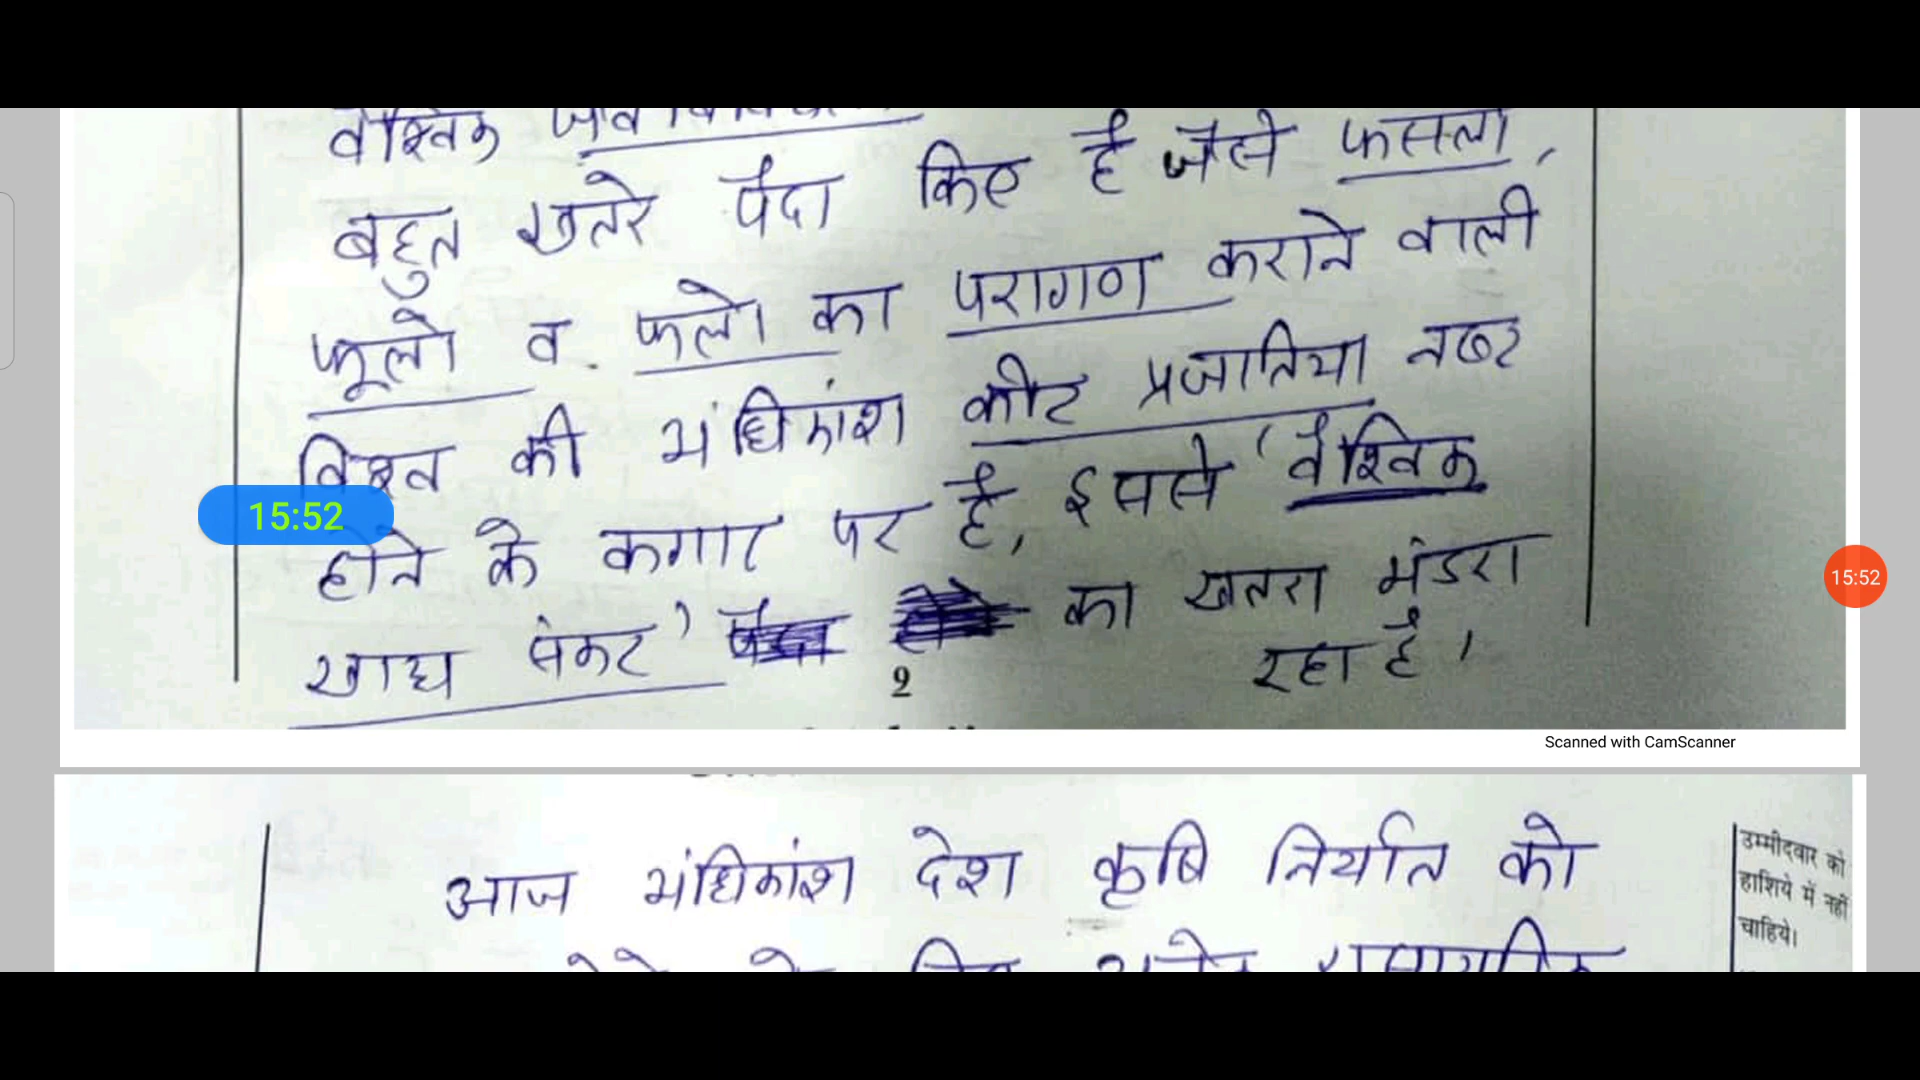 वैश्विक जैव
बहुत खतरे पैदा किए है जैसे फसलो,
फूलो व फलो का परागण कराने वाली
विश्व की अधिकांश कीट प्रजातिया नष्ट
15:52
होने के कगार पर है, इससे 'वैश्विक
15:52
खाद्य संकट' का खतरा मंडरा
रहा है।
2
Scanned with CamScanner
आज अधिकांश देश कृषि निर्यात को
उम्मीदवार को
हाशिये में नहीं
चाहिये।